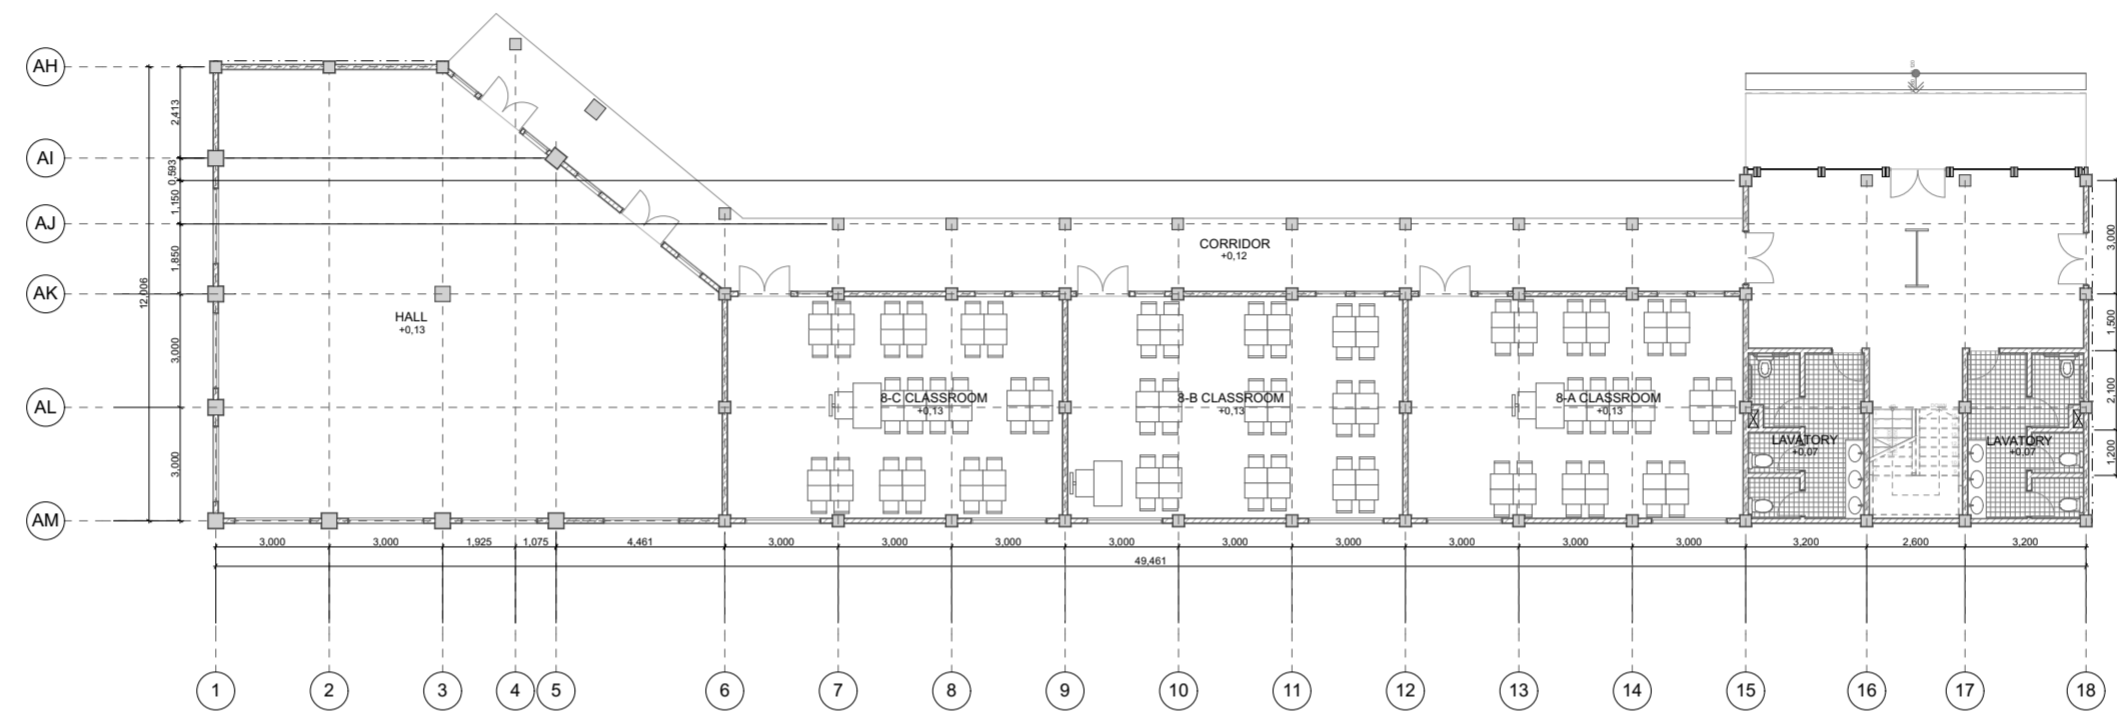 AH
AI
AJ
AK
AL
AM
12,006
2,413
0,593
1,150
1,850
3,000
3,000
HALL
+0,13
CORRIDOR
+0,12
8-C CLASSROOM
+0,13
8-B CLASSROOM
+0,13
8-A CLASSROOM
+0,13
LAVATORY
+0,07
LAVATORY
+0,07
3,000
1,500
2,100
1,200
3,000 3,000 1,925 1,075 4,461 3,000 3,000 3,000 3,000 3,000 3,000 3,000 3,000 3,000 3,200 2,600 3,200
49,461
1 2 3 4 5 6 7 8 9 10 11 12 13 14 15 16 17 18